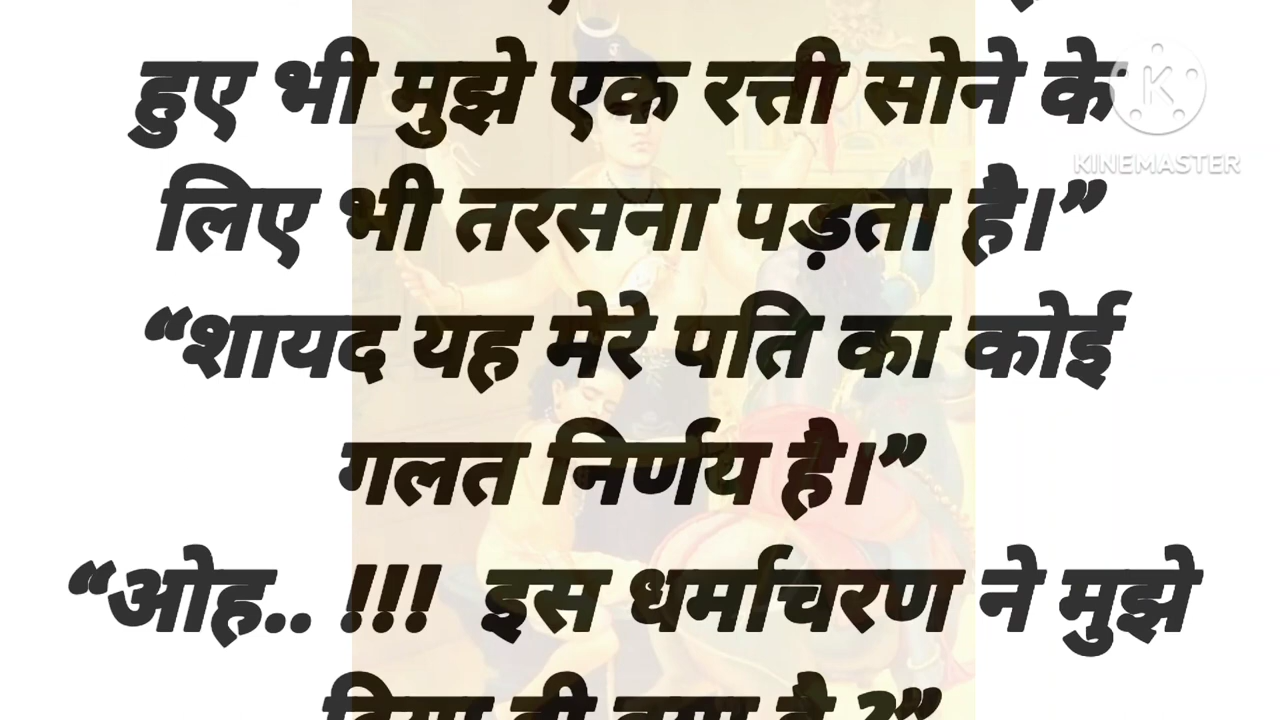 हुए भी मुझे एक रत्ती सोने के
लिए भी तरसना पड़ता है।”
“शायद यह मेरे पति का कोई
गलत निर्णय है।”
“ओह.. !!! इस धर्माचरण ने मुझे
दिया ही क्या है ?”
KINEMASTER